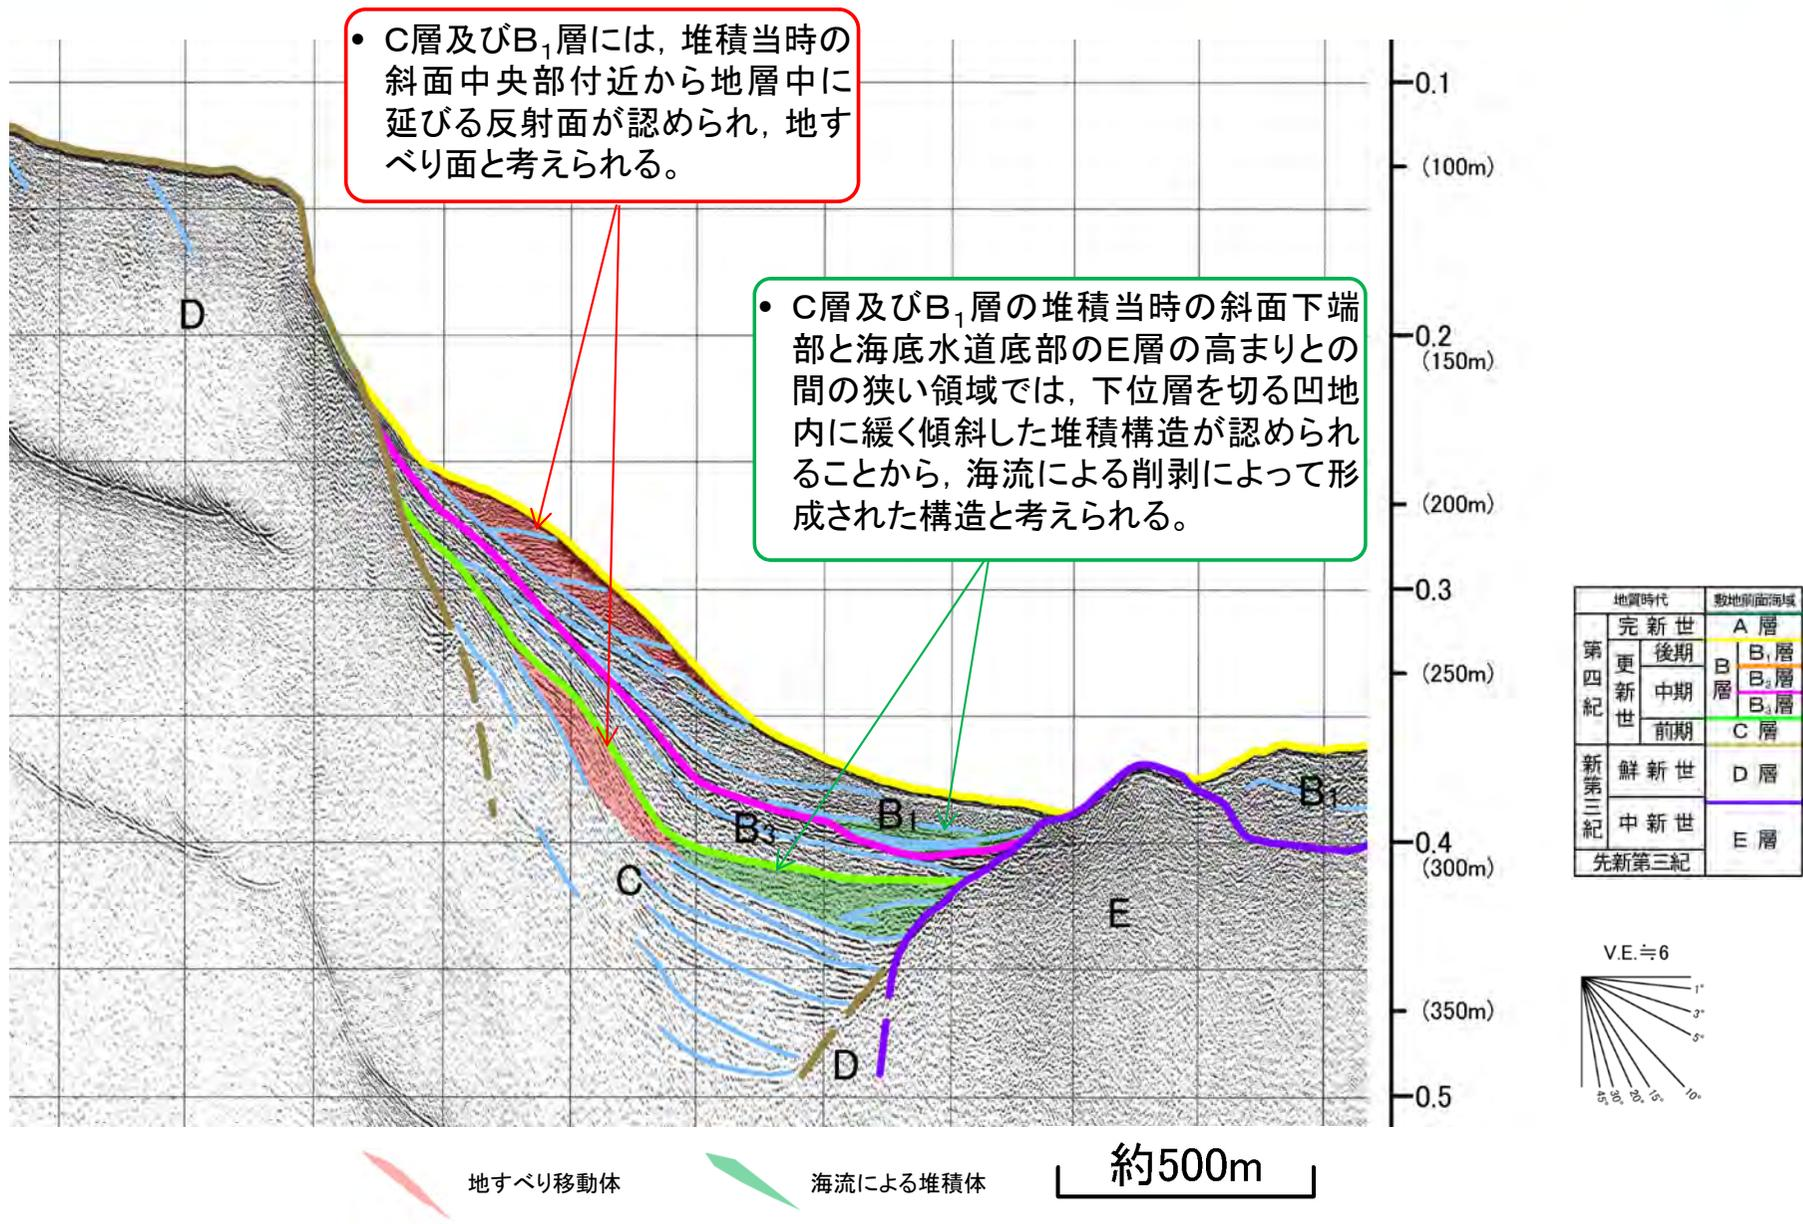 • C層及びB₁層には，堆積当時の
斜面中央部付近から地層中に
延びる反射面が認められ，地す
べり面と考えられる。
• C層及びB₁層の堆積当時の斜面下端
部と海底水道底部のE層の高まりとの
間の狭い領域では，下位層を切る凹地
内に緩く傾斜した堆積構造が認められ
ることから，海流による削剥によって形
成された構造と考えられる。
D
B₁
B₃
C
D
E
B₁
0.1
(100m)
0.2
(150m)
(200m)
0.3
(250m)
0.4
(300m)
(350m)
0.5
地質時代 敷地前面海域
第四紀 完新世 A層
更新世 後期 B層 B₁層
中期 B₂層
B₃層
前期 C層
新第三紀 鮮新世 D層
中新世 E層
先新第三紀
V.E.≒6
1°
3°
5°
10°
15°
20°
30°
45°
地すべり移動体
海流による堆積体
約500m